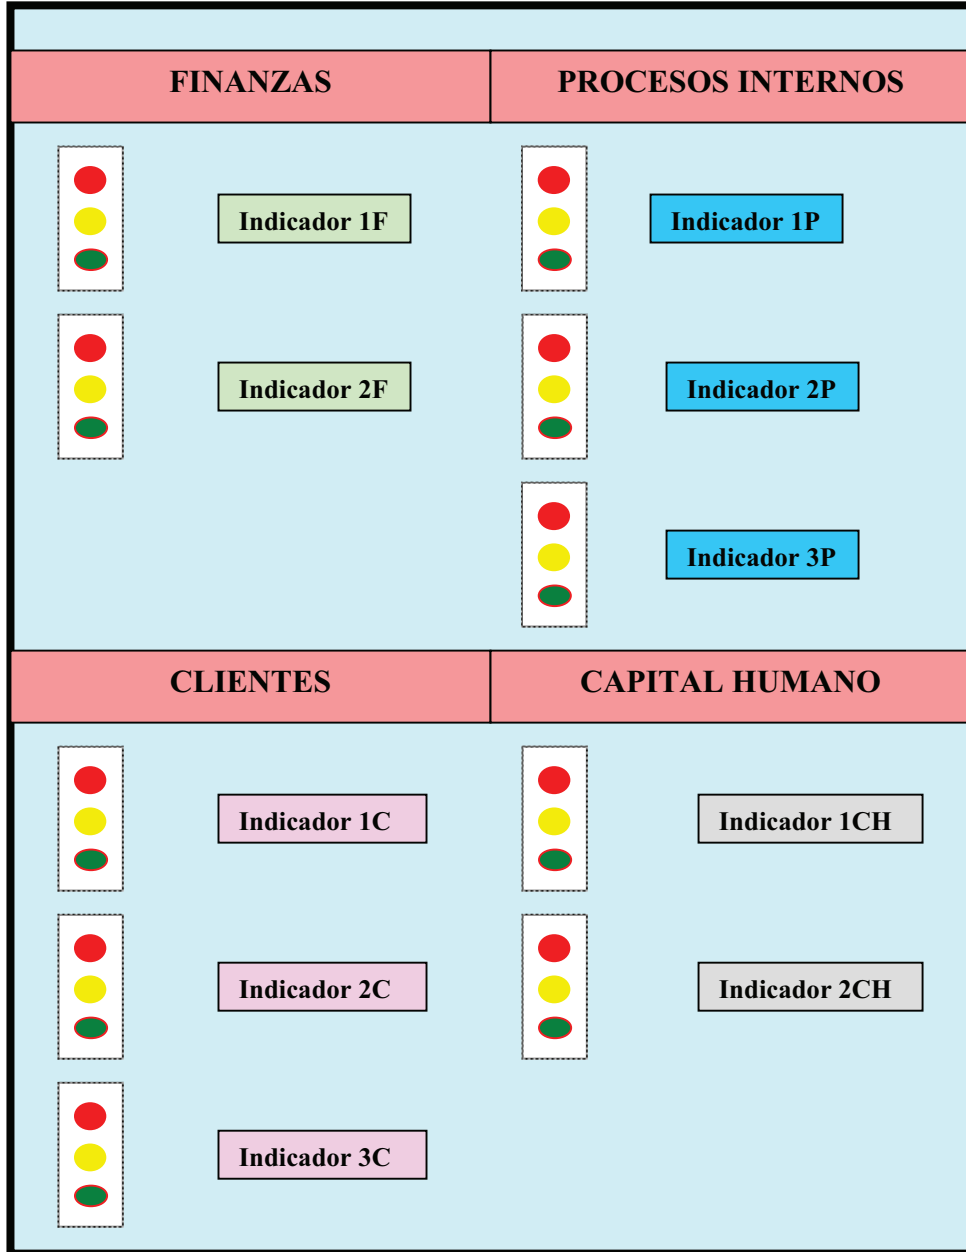 FINANZAS
PROCESOS INTERNOS
Indicador 1F
Indicador 1P
Indicador 2F
Indicador 2P
Indicador 3P
CLIENTES
CAPITAL HUMANO
Indicador 1C
Indicador 1CH
Indicador 2C
Indicador 2CH
Indicador 3C